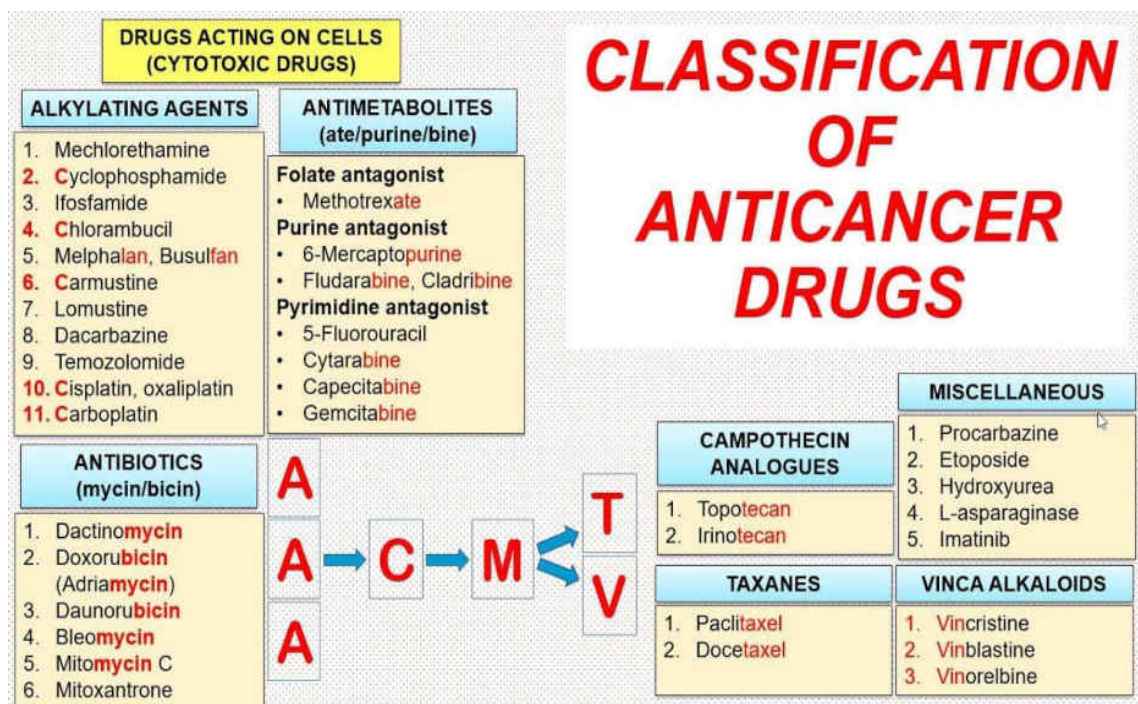 DRUGS ACTING ON CELLS
(CYTOTOXIC DRUGS)
CLASSIFICATION
OF
ANTICANCER
DRUGS
ALKYLATING AGENTS
1. Mechlorethamine
2. Cyclophosphamide
3. Ifosfamide
4. Chlorambucil
5. Melphalan, Busulfan
6. Carmustine
7. Lomustine
8. Dacarbazine
9. Temozolomide
10. Cisplatin, oxaliplatin
11. Carboplatin
ANTIMETABOLITES
(ate/purine/bine)
Folate antagonist
• Methotrexate
Purine antagonist
• 6-Mercaptopurine
• Fludarabine, Cladribine
Pyrimidine antagonist
• 5-Fluorouracil
• Cytarabine
• Capecitabine
• Gemcitabine
ANTIBIOTICS
(mycin/bicin)
1. Dactinomycin
2. Doxorubicin
(Adriamycin)
3. Daunorubicin
4. Bleomycin
5. Mitomycin C
6. Mitoxantrone
A
A
A
C
M
T
V
CAMPOTHECIN
ANALOGUES
1. Topotecan
2. Irinotecan
MISCELLANEOUS
1. Procarbazine
2. Etoposide
3. Hydroxyurea
4. L-asparaginase
5. Imatinib
TAXANES
1. Paclitaxel
2. Docetaxel
VINCA ALKALOIDS
1. Vincristine
2. Vinblastine
3. Vinorelbine